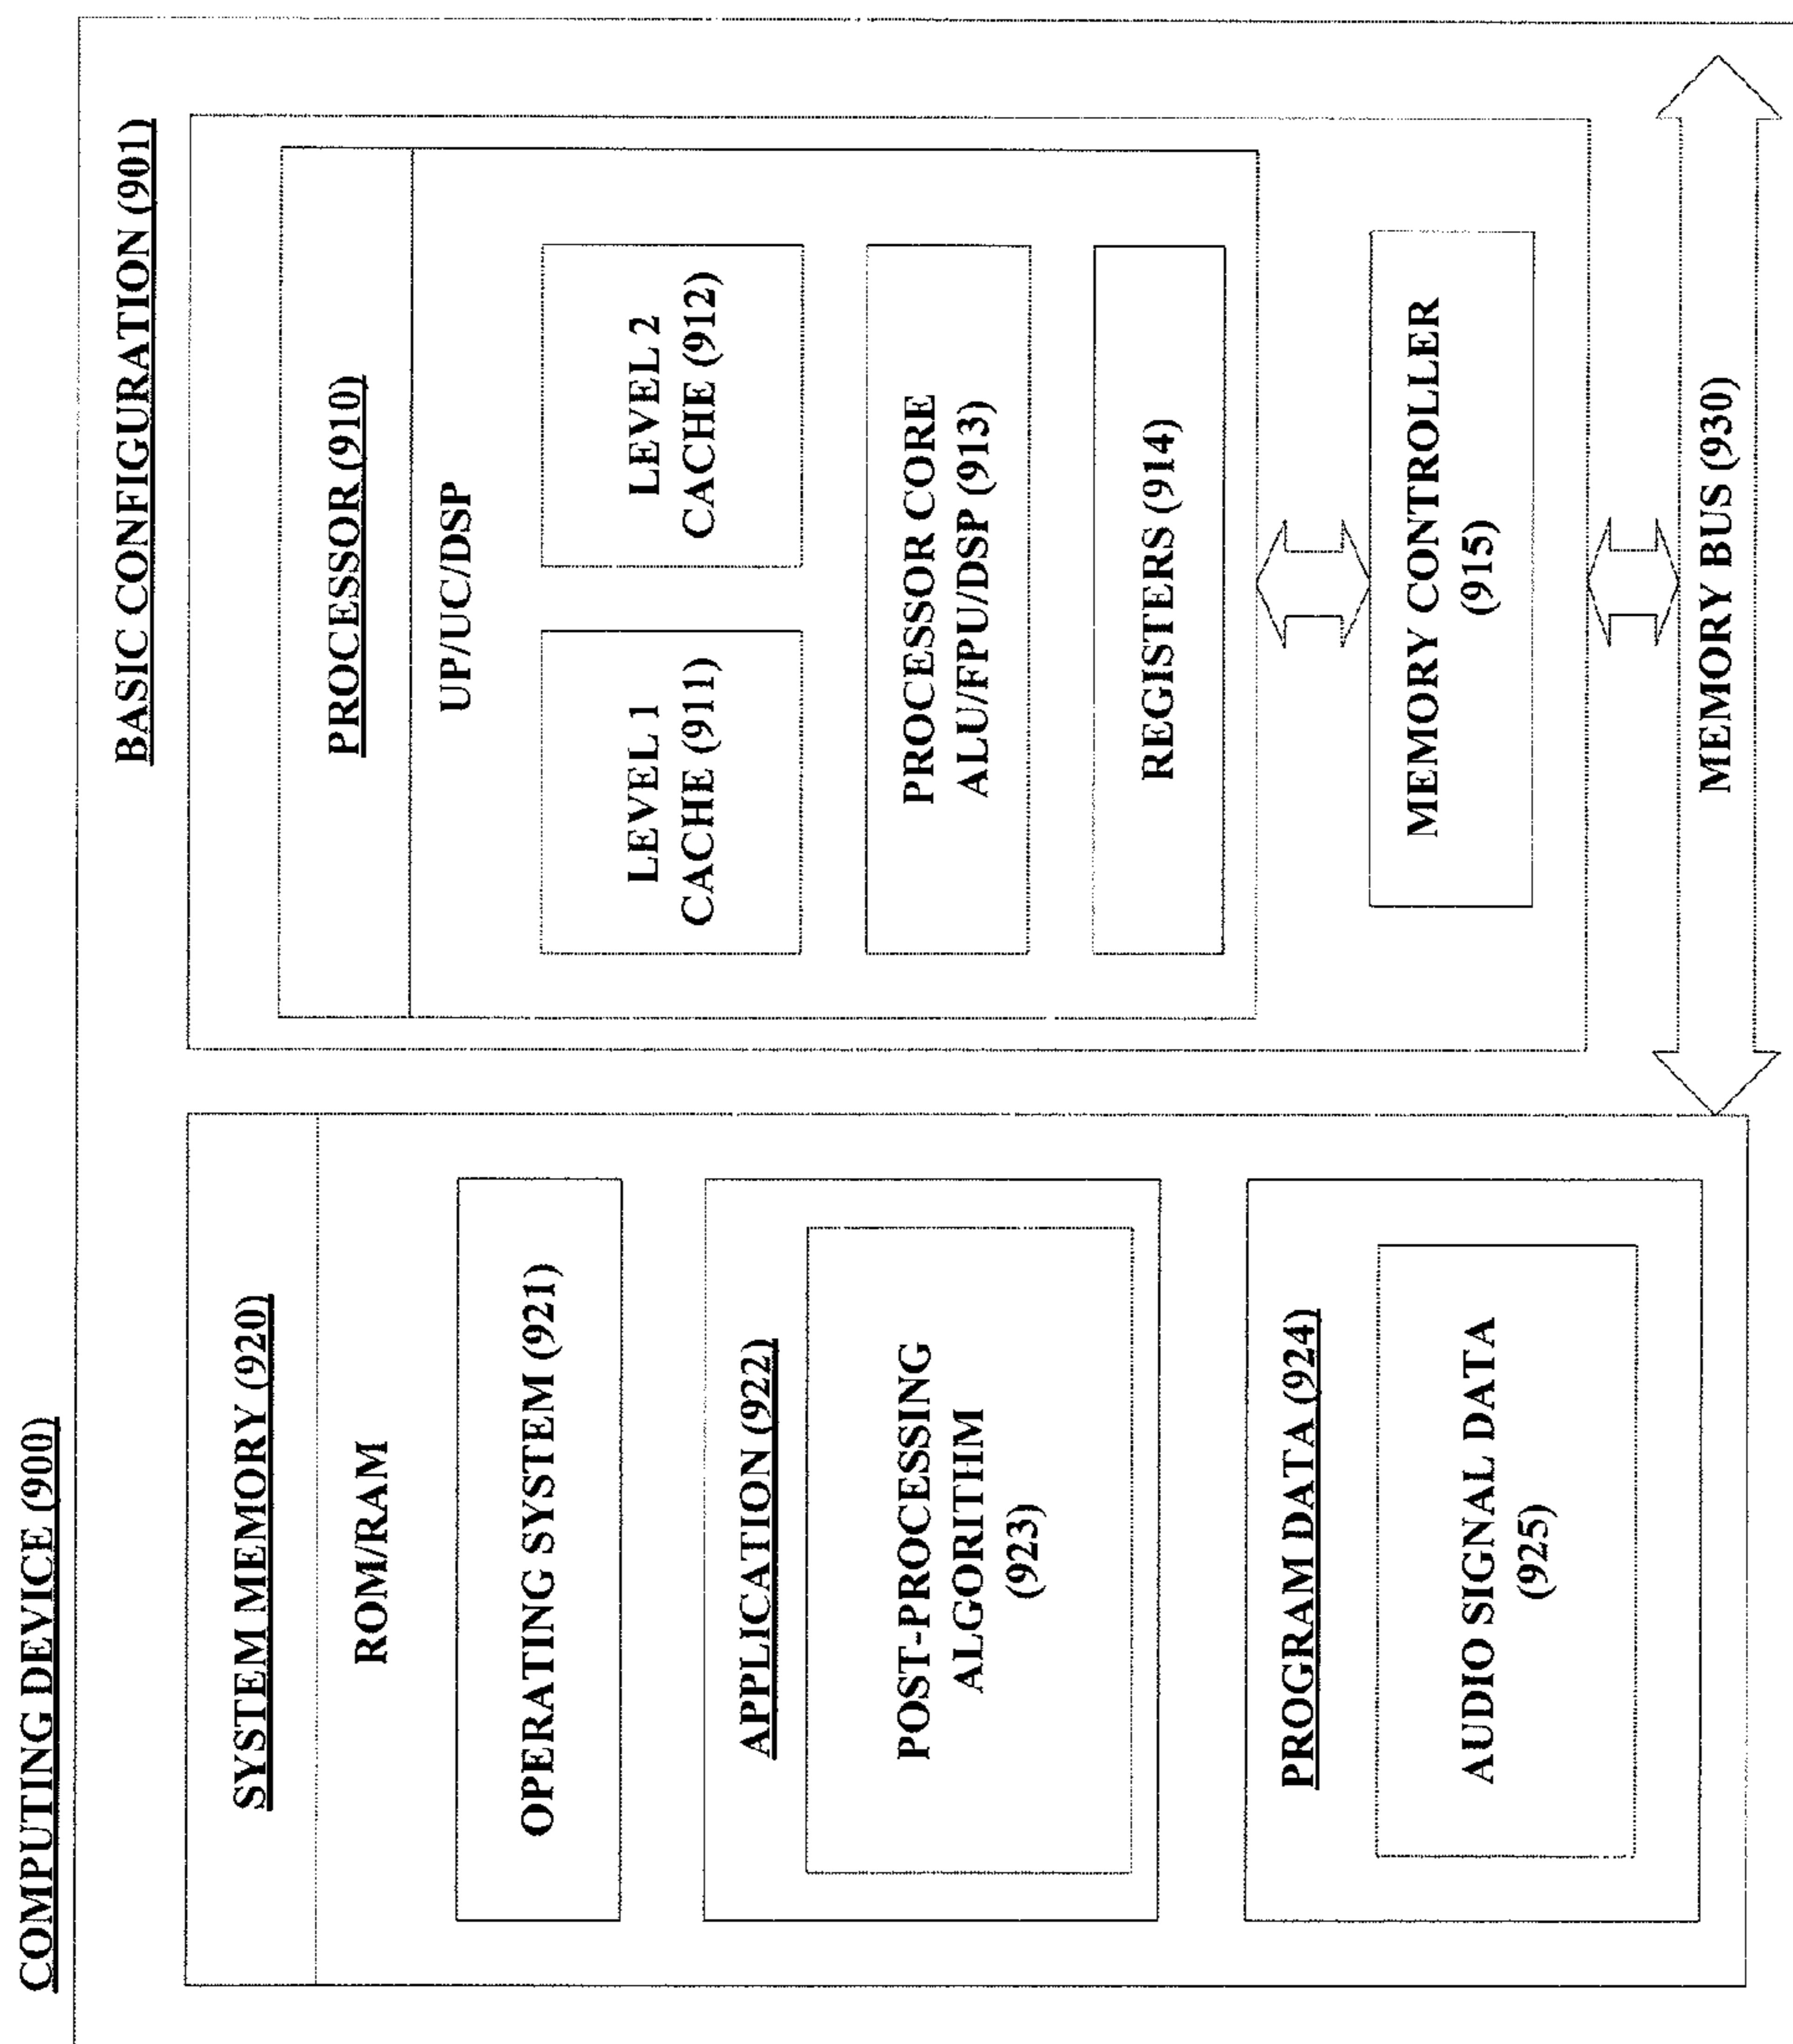 COMPUTING DEVICE (900)
SYSTEM MEMORY (920)
ROM/RAM
OPERATING SYSTEM (921)
APPLICATION (922)
POST-PROCESSING
ALGORITHM
(923)
PROGRAM DATA (924)
AUDIO SIGNAL DATA
(925)
BASIC CONFIGURATION (901)
PROCESSOR (910)
UP/UC/DSP
LEVEL 1
CACHE (911)
LEVEL 2
CACHE (912)
PROCESSOR CORE
ALU/FPU/DSP (913)
REGISTERS (914)
MEMORY CONTROLLER
(915)
MEMORY BUS (930)